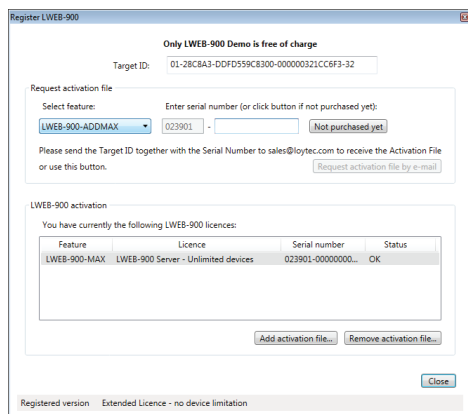 Register LWEB-900
Only LWEB-900 Demo is free of charge
Target ID: 01-28C8A3-DDFD559C8300-000000321CC6F3-32
Request activation file
Select feature: Enter serial number (or click button if not purchased yet):
LWEB-900-ADDMAX 023901 - Not purchased yet
Please send the Target ID together with the Serial Number to sales@loytec.com to receive the Activation File
or use this button. Request activation file by e-mail
LWEB-900 activation
You have currently the following LWEB-900 licences:
Feature Licence Serial number Status
LWEB-900-MAX LWEB-900 Server - Unlimited devices 023901-00000000... OK
Add activation file... Remove activation file...
Close
Registered version Extended Licence - no device limitation